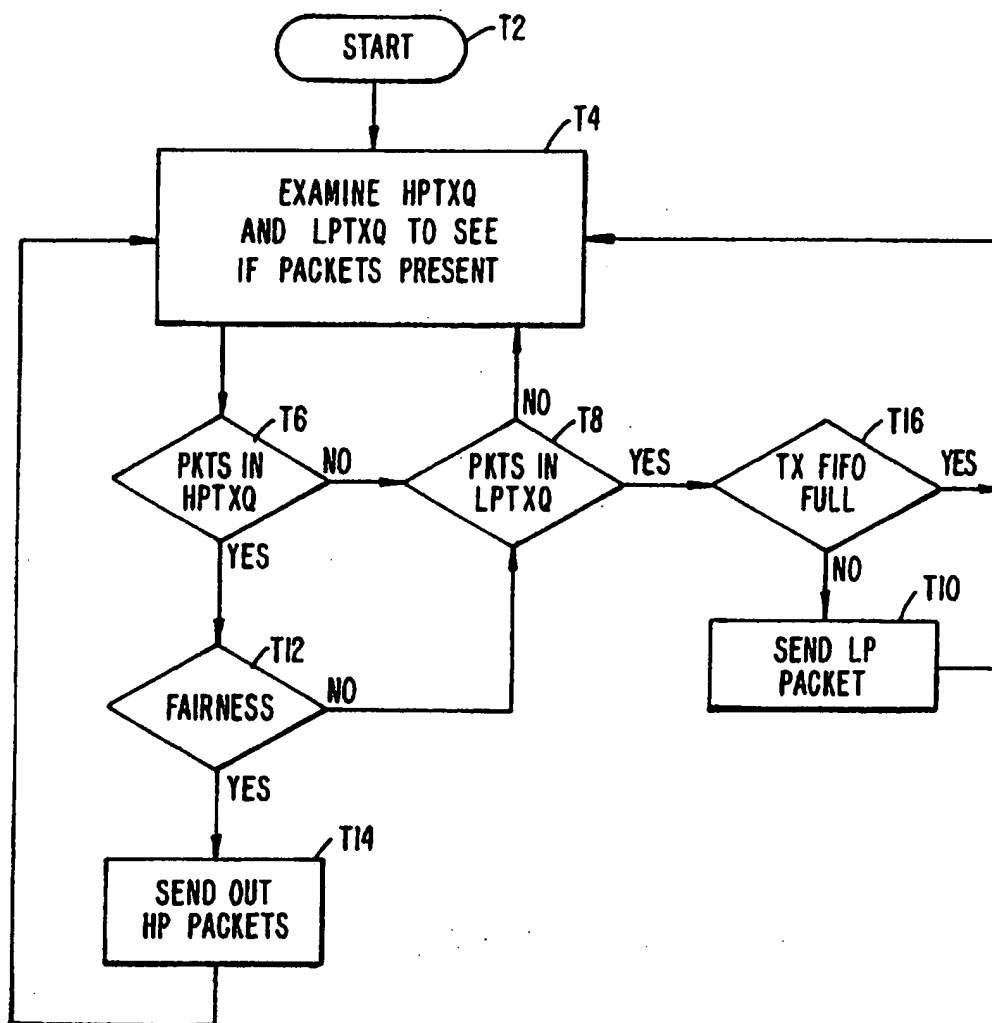 START
T2
T4
EXAMINE HPTXQ
AND LPTXQ TO SEE
IF PACKETS PRESENT
T6
PKTS IN
HPTXQ
NO
YES
NO
T8
PKTS IN
LPTXQ
YES
T16
TX FIFO
FULL
YES
NO
T10
SEND LP
PACKET
T12
FAIRNESS
NO
YES
T14
SEND OUT
HP PACKETS